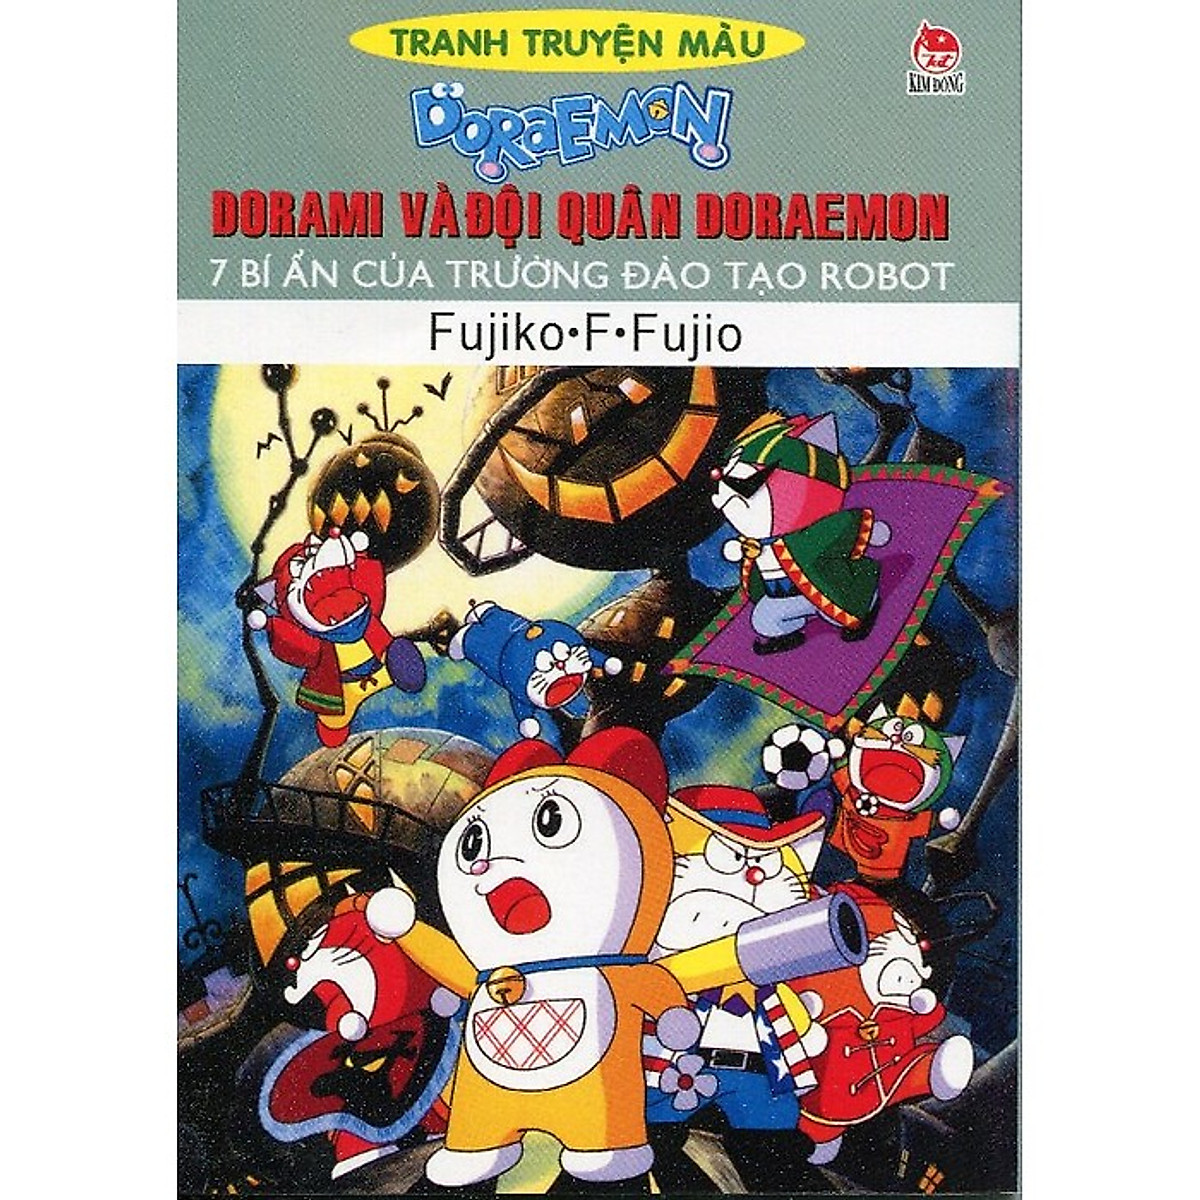 TRANH TRUYỆN MÀU
KIM ĐỒNG
DORAEMON
DORAMI VÀ ĐỘI QUÂN DORAEMON
7 BÍ ẨN CỦA TRƯỜNG ĐÀO TẠO ROBOT
Fujiko•F•Fujio